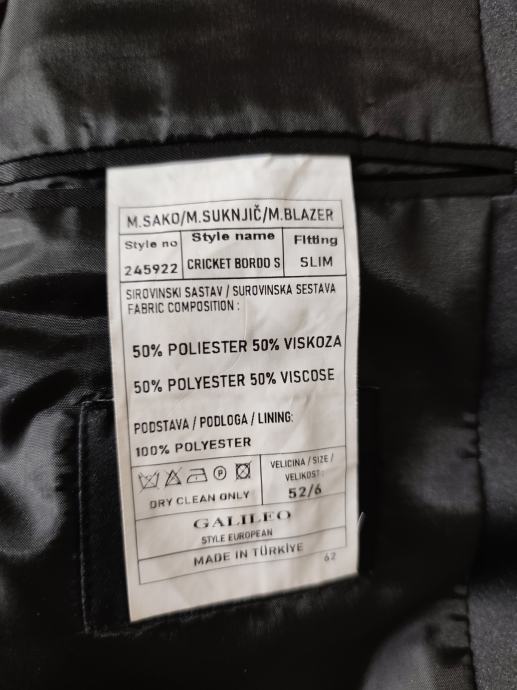 M.SAKO/M.SUKNJIČ/M.BLAZER
Style no Style name Fitting
245922 CRICKET BORDO S SLIM
SIROVINSKI SASTAV / SUROVINSKA SESTAVA
FABRIC COMPOSITION :
50% POLIESTER 50% VISKOZA
50% POLYESTER 50% VISCOSE
PODSTAVA / PODLOGA / LINING:
100% POLYESTER
P
DRY CLEAN ONLY
VELICINA / SIZE /
VELIKOST :
52/6
GALILEO
STYLE EUROPEAN
MADE IN TÜRKİYE
62